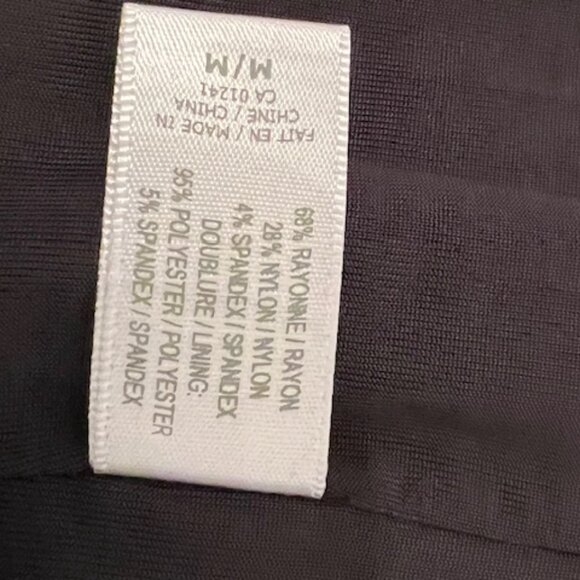 M/M
CA 01241
CHINE / CHINA
FAIT EN / MADE IN
69% RAYONNE / RAYON
28% NYLON / NYLON
4% SPANDEX / SPANDEX
DOUBLURE / LINING:
95% POLYESTER / POLYESTER
5% SPANDEX / SPANDEX